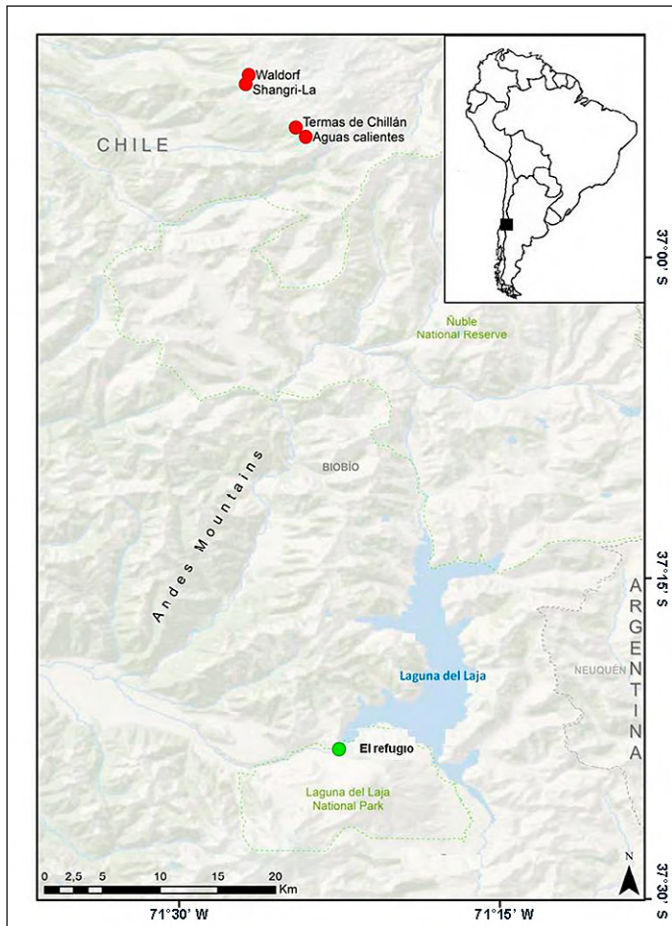 Waldorf
Shangri-La
Termas de Chillán
Aguas calientes
CHILE
37°00' S
Ñuble
National Reserve
BIOBÍO
Andes Mountains
37°15' S
ARGENTINA
NEUQUÉN
Laguna del Laja
El refugio
Laguna del Laja
National Park
0 2,5 5 10 15 20
Km
N
37°30' S
71°30' W
71°15' W